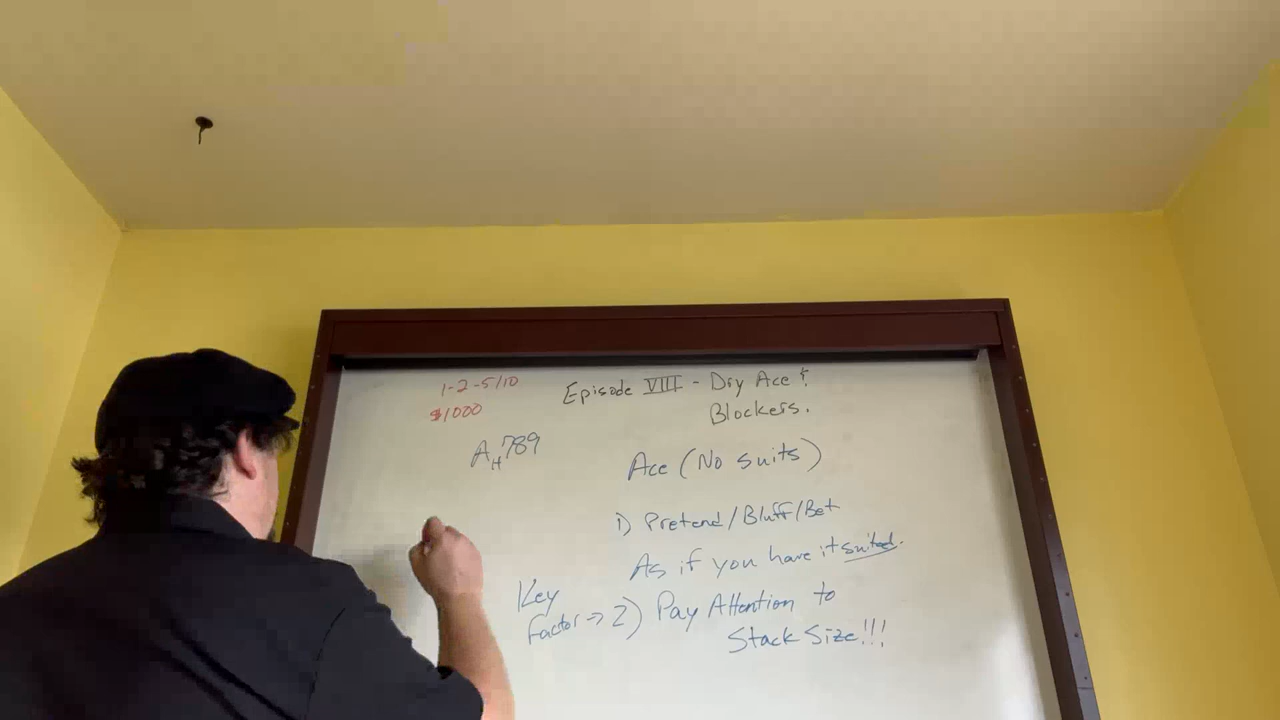 1-2-5/10
$1000
AH789
Episode VIII - Dry Ace &
Blockers.
Ace (No suits)
1) Pretend/Bluff/Bet
As if you have it suited.
Key
Factor → 2) Pay Attention to
Stack Size!!!